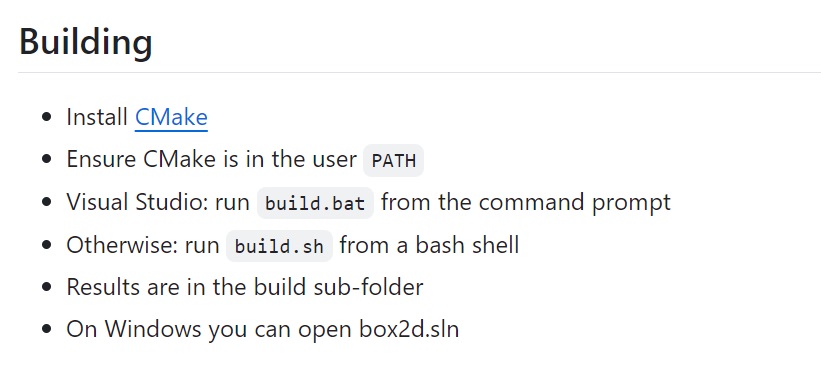 Building
• Install CMake
• Ensure CMake is in the user PATH
• Visual Studio: run build.bat from the command prompt
• Otherwise: run build.sh from a bash shell
• Results are in the build sub-folder
• On Windows you can open box2d.sln